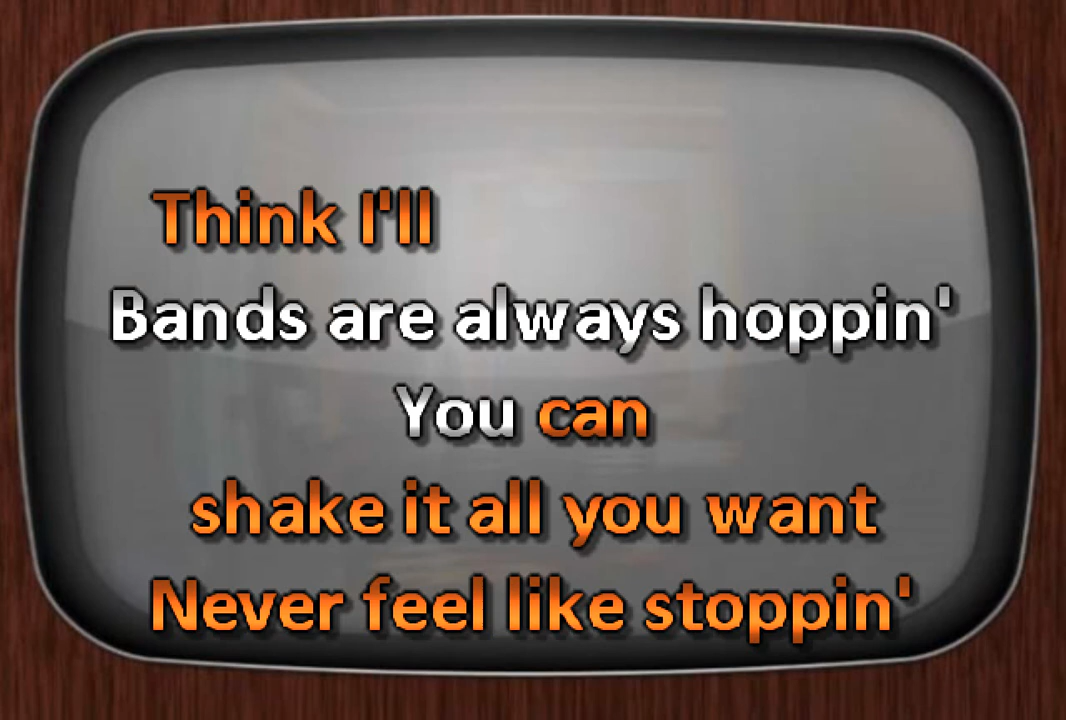 Think I'll
Bands are always hoppin'
You can
shake it all you want
Never feel like stoppin'